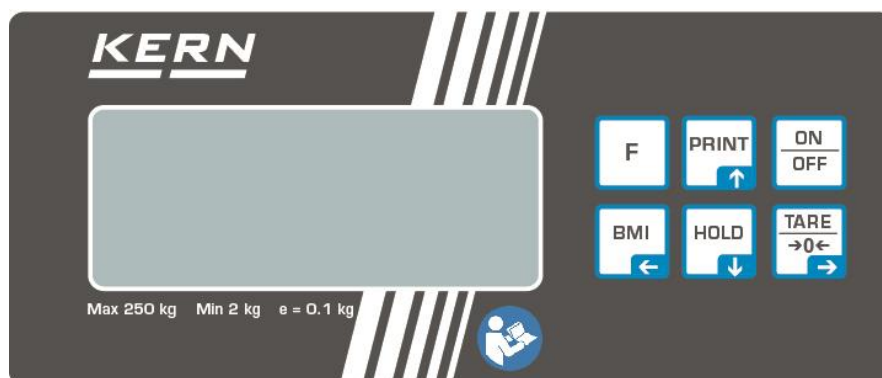 KERN
F
PRINT
↑
ON
OFF
BMI
←
HOLD
↓
TARE
→0←
→
Max 250 kg Min 2 kg e = 0.1 kg